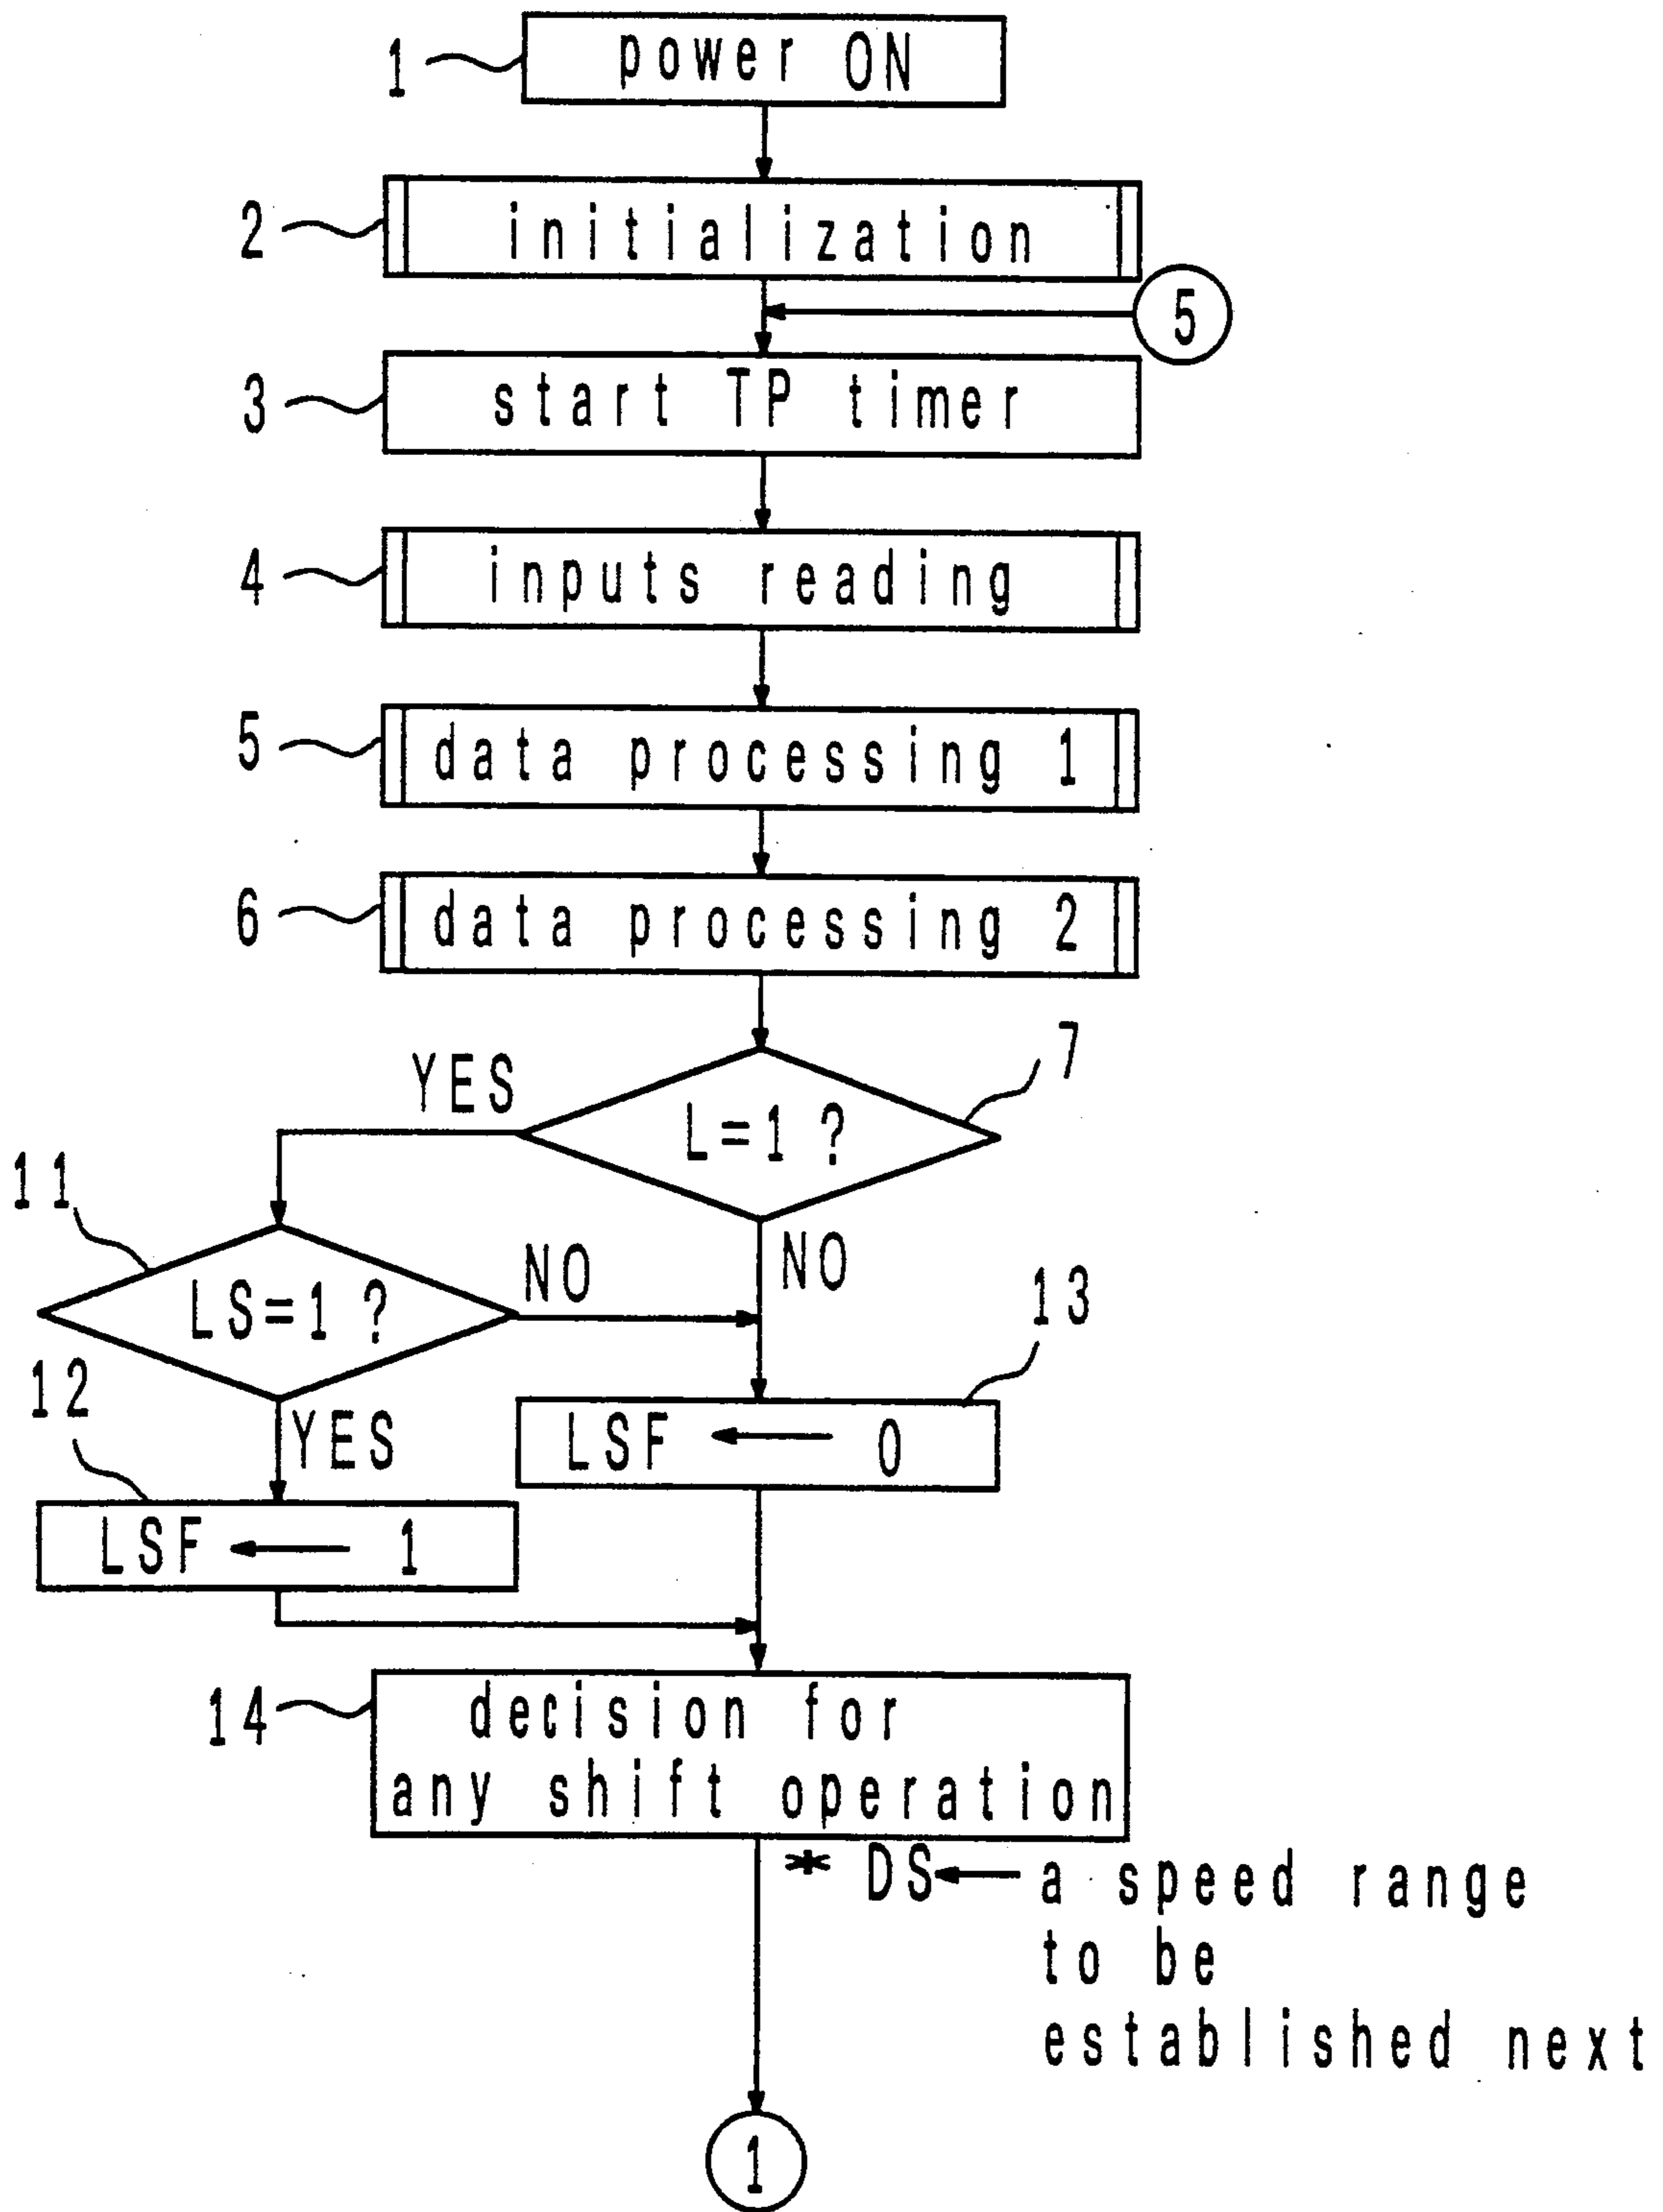 1
power ON
2
initialization
5
3
start TP timer
4
inputs reading
5
data processing 1
6
data processing 2
7
YES
L=1 ?
11
NO
LS=1 ?
NO
13
12
YES
LSF ← 0
LSF ← 1
14
decision for
any shift operation
* DS← a speed range
to be
established next
1